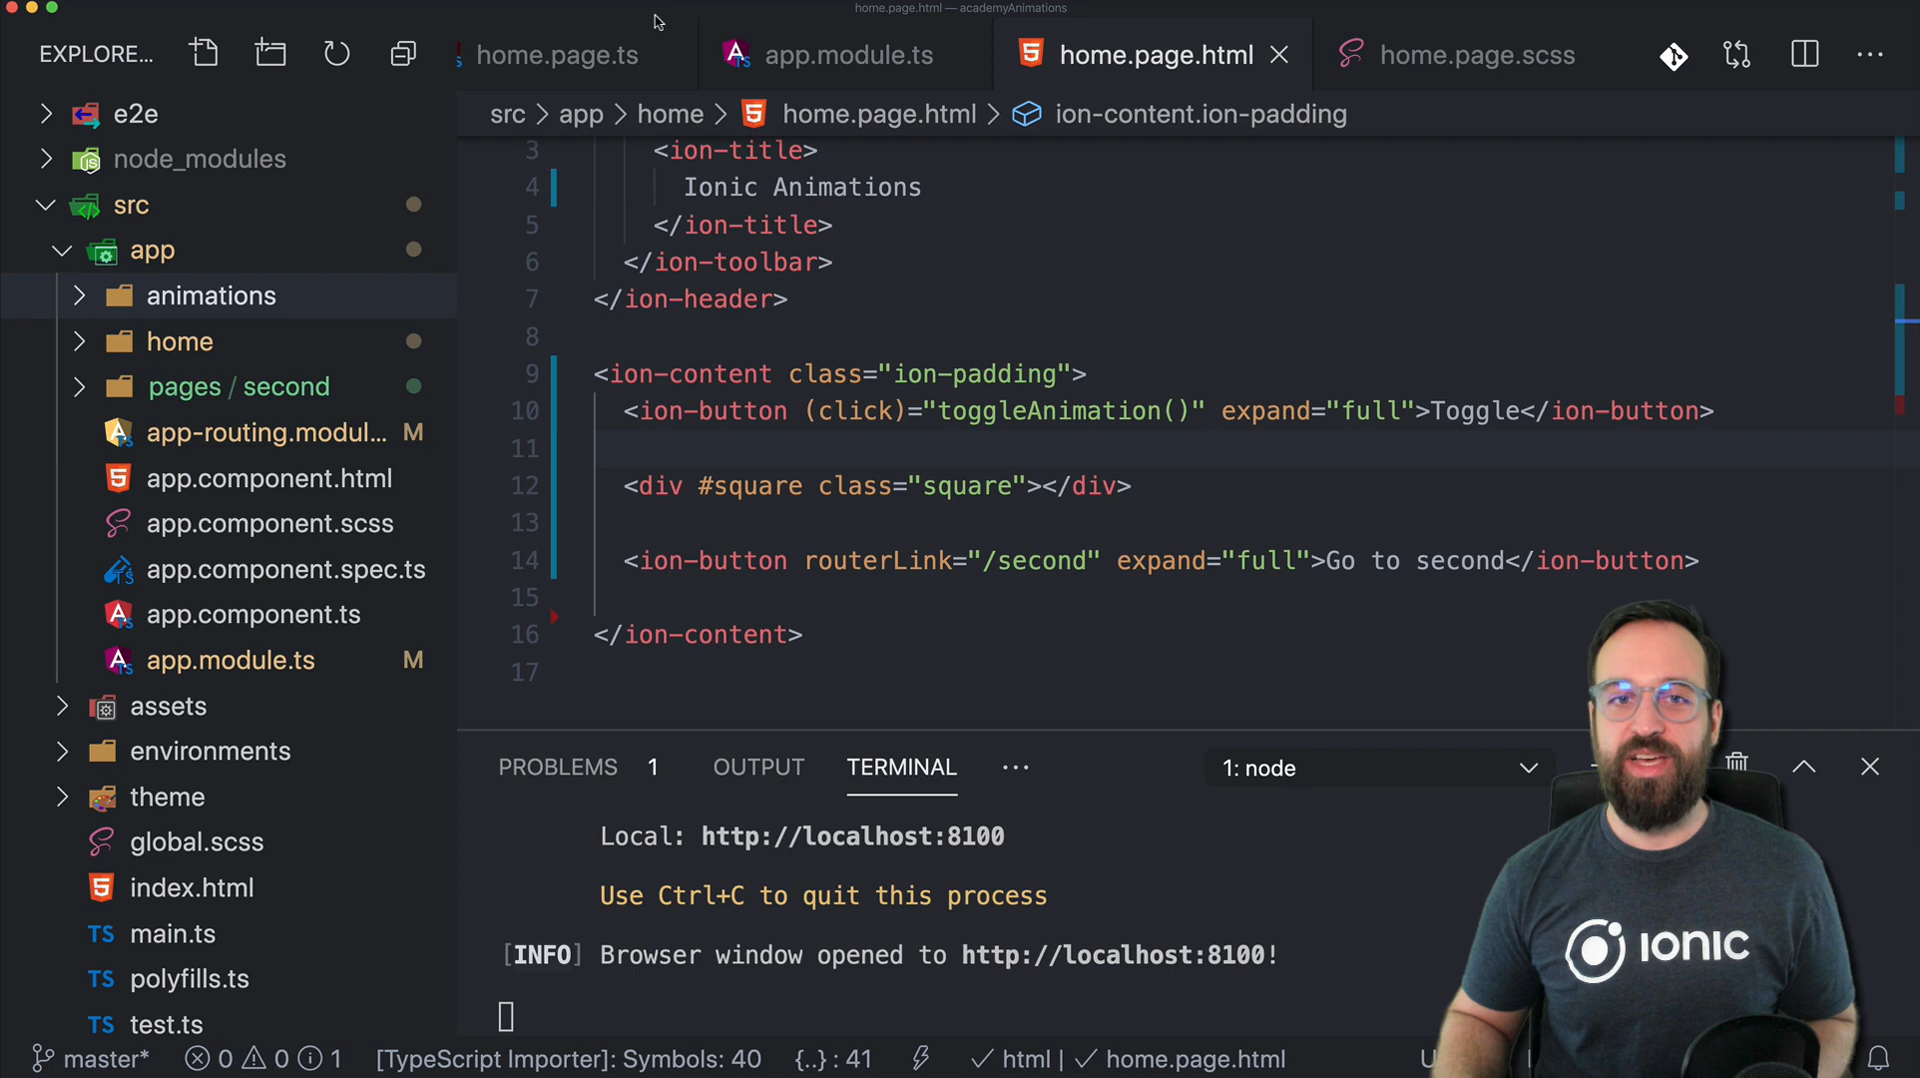 home.page.html — academyAnimations
EXPLORE...
home.page.ts
app.module.ts
home.page.html
home.page.scss
src > app > home > home.page.html > ion-content.ion-padding
e2e
node_modules
src
app
animations
home
pages / second
app-routing.modul... M
app.component.html
app.component.scss
app.component.spec.ts
app.component.ts
app.module.ts M
assets
environments
theme
global.scss
index.html
main.ts
polyfills.ts
test.ts
3 <ion-title>
4 Ionic Animations
5 </ion-title>
6 </ion-toolbar>
7 </ion-header>
8
9 <ion-content class="ion-padding">
10 <ion-button (click)="toggleAnimation()" expand="full">Toggle</ion-button>
11
12 <div #square class="square"></div>
13
14 <ion-button routerLink="/second" expand="full">Go to second</ion-button>
15
16 </ion-content>
17
PROBLEMS 1 OUTPUT TERMINAL ... 1: node
Local: http://localhost:8100
Use Ctrl+C to quit this process
[INFO] Browser window opened to http://localhost:8100!
IONIC
master* 0 0 1 [TypeScript Importer]: Symbols: 40 {..} : 41 html | home.page.html